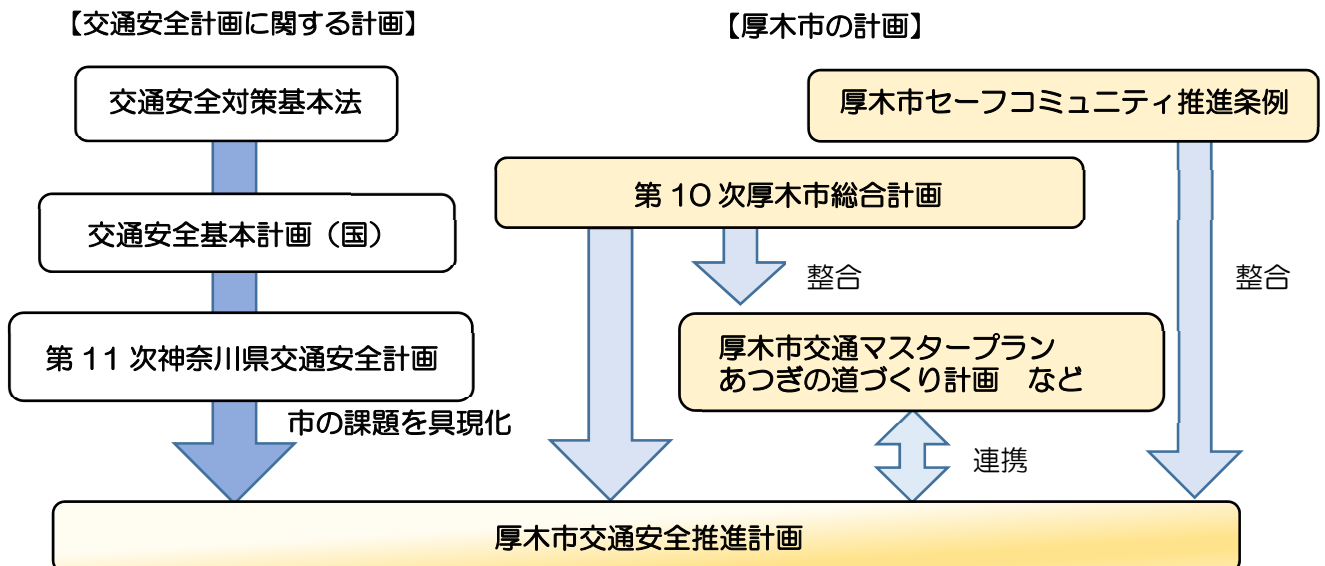 【交通安全計画に関する計画】
【厚木市の計画】
交通安全対策基本法
厚木市セーフコミュニティ推進条例
第10次厚木市総合計画
交通安全基本計画（国）
整合
整合
第11次神奈川県交通安全計画
厚木市交通マスタープラン
あつぎの道づくり計画　など
市の課題を具現化
連携
厚木市交通安全推進計画